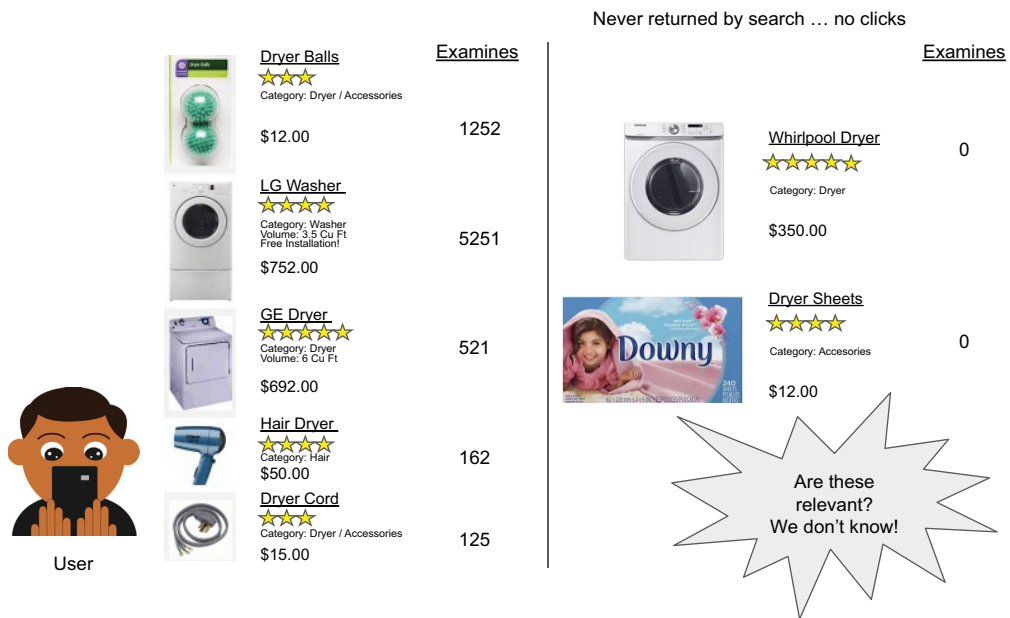 Never returned by search … no clicks
Examines
Dryer Balls
Category: Dryer / Accessories
$12.00
1252
LG Washer
Category: Washer
Volume: 3.5 Cu Ft
Free Installation!
$752.00
5251
GE Dryer
Category: Dryer
Volume: 6 Cu Ft
$692.00
521
Hair Dryer
Category: Hair
$50.00
162
Dryer Cord
Category: Dryer / Accessories
$15.00
125
User
Examines
Whirlpool Dryer
Category: Dryer
$350.00
0
Dryer Sheets
Category: Accesories
$12.00
0
Downy
240
Are these
relevant?
We don't know!